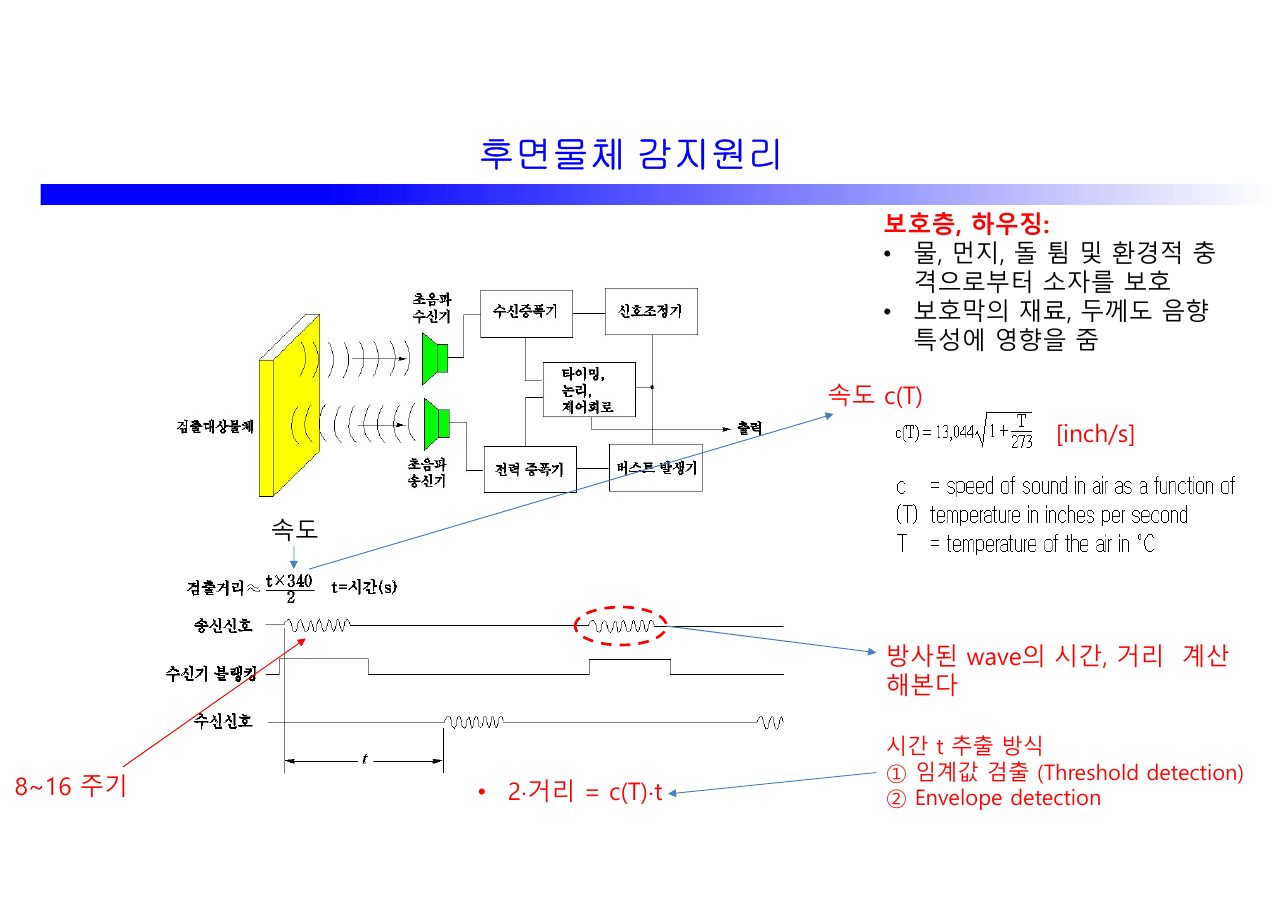 후면물체 감지원리
보호층, 하우징:
• 물, 먼지, 돌 튐 및 환경적 충
격으로부터 소자를 보호
• 보호막의 재료, 두께도 음향
특성에 영향을 줌
초음파
수신기
수신증폭기
신호조정기
타이밍,
논리,
제어회로
검출대상물체
출력
초음파
송신기
전력 증폭기
버스트 발생기
속도 c(T)
c(T) = 13,044√1 + T/273 [inch/s]
c = speed of sound in air as a function of
(T) temperature in inches per second
T = temperature of the air in °C
속도
검출거리≈ t×340/2 t=시간(s)
송신신호
수신기 블랭킹
수신신호
t
8~16 주기
• 2·거리 = c(T)·t
방사된 wave의 시간, 거리 계산
해본다
시간 t 추출 방식
① 임계값 검출 (Threshold detection)
② Envelope detection